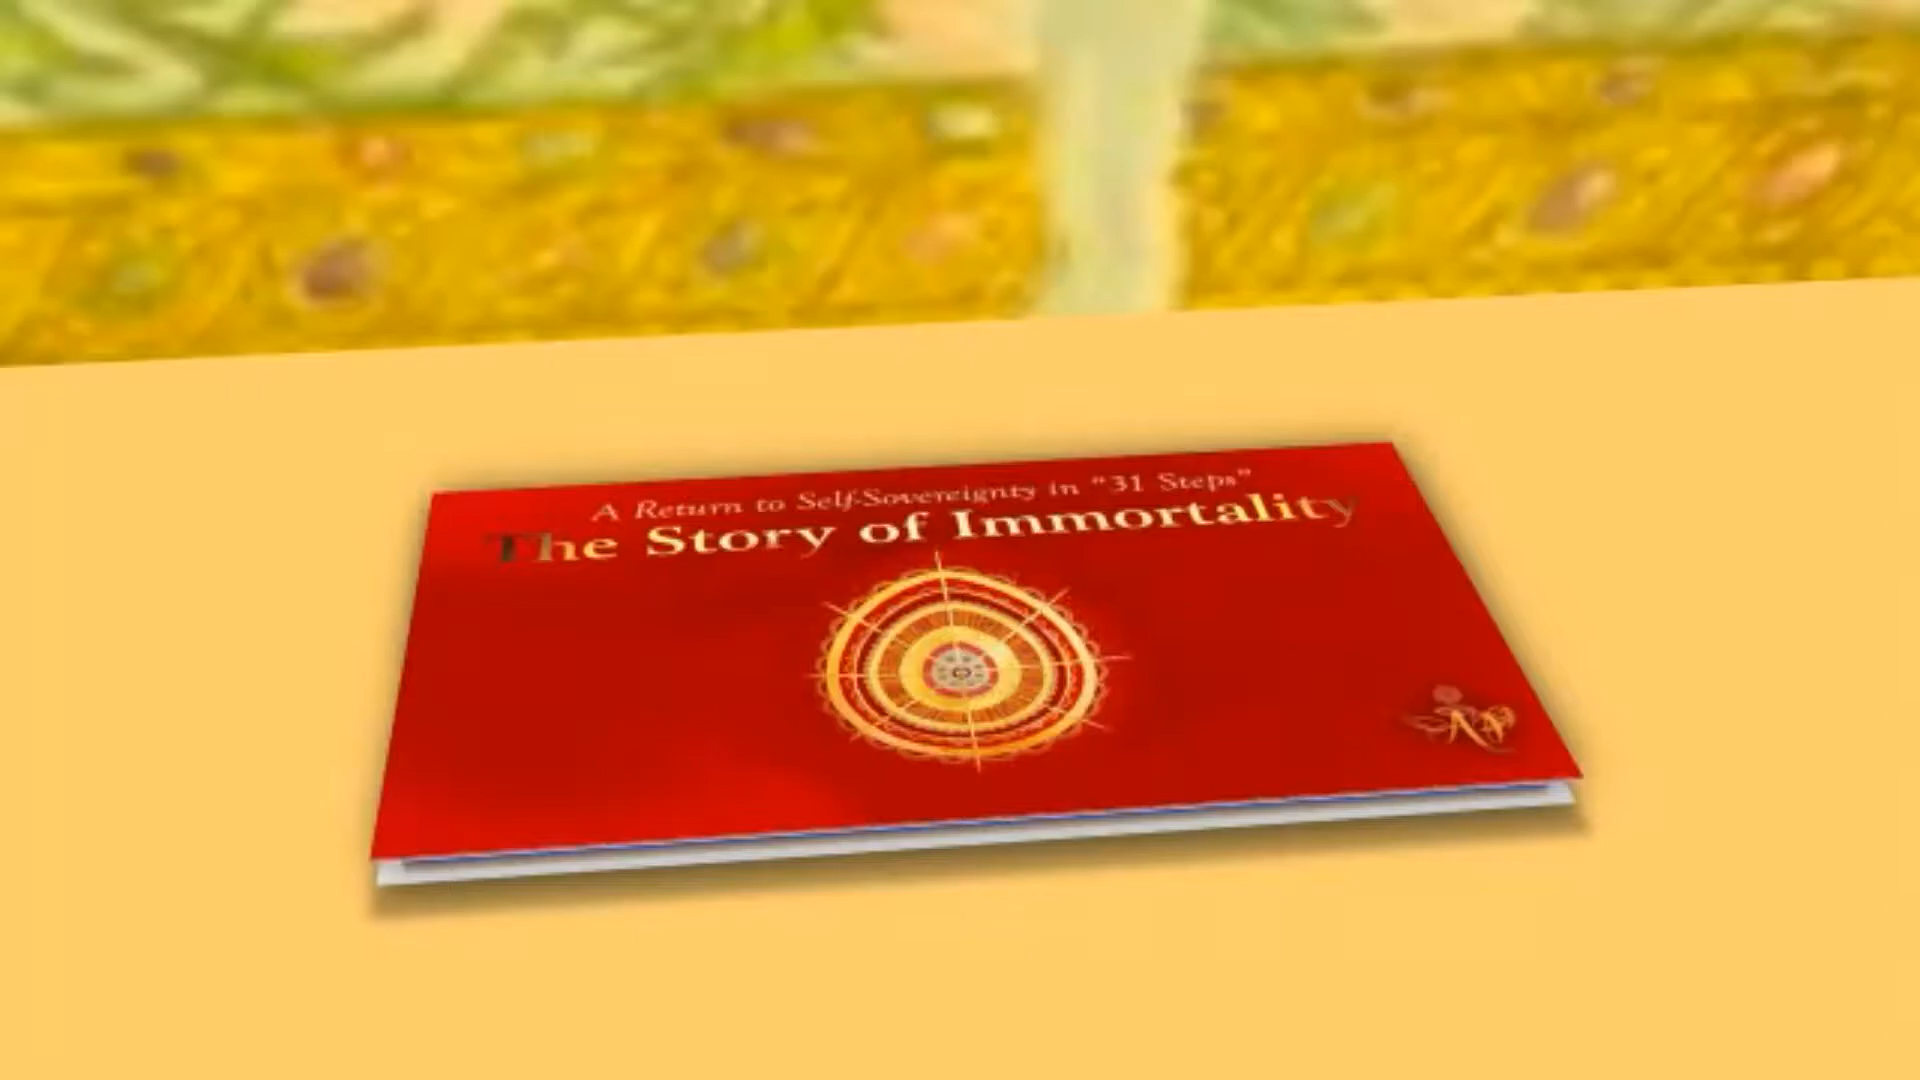 A Return to Self-Sovereignty in “31 Steps”
The Story of Immortality